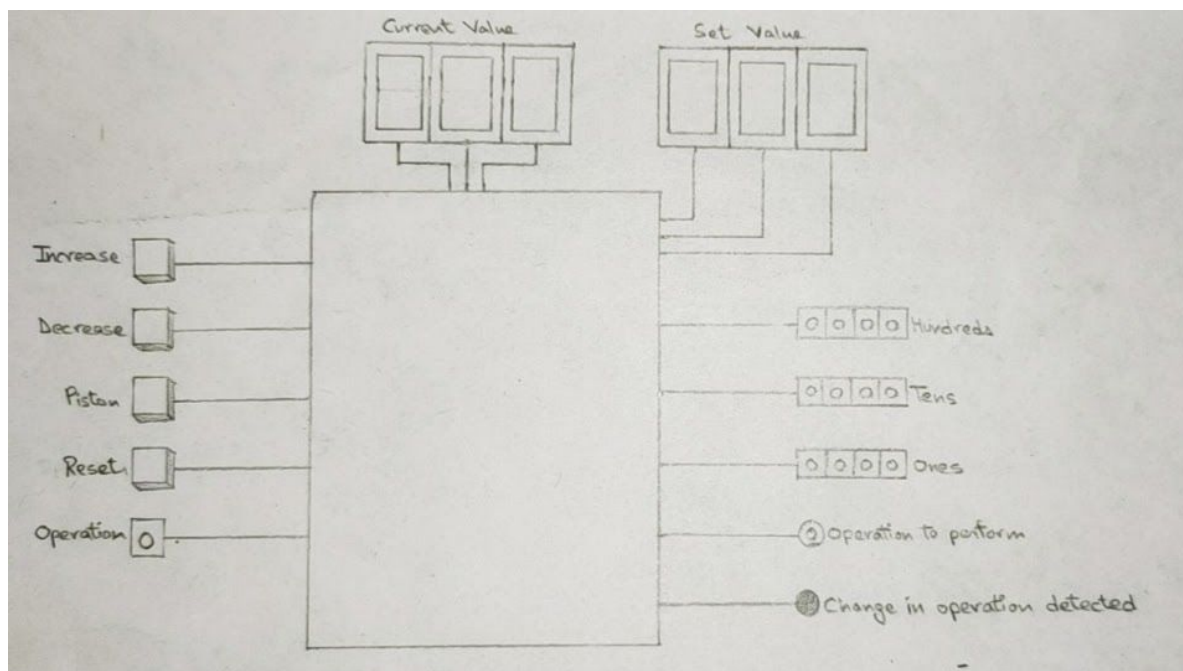 Current Value
Set Value
Increase
Decrease
Piston
Reset
Operation
Hundreds
Tens
Ones
Operation to perform
Change in operation detected